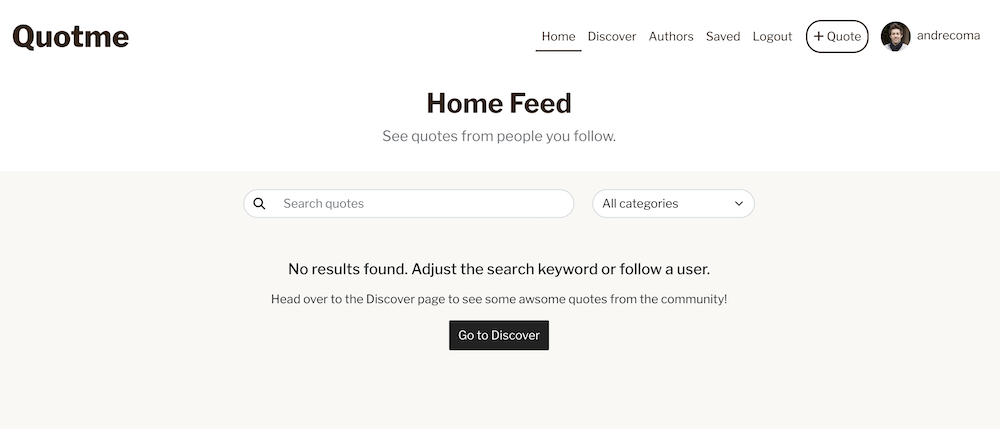 Quotme
Home Discover Authors Saved Logout + Quote andrecoma
Home Feed
See quotes from people you follow.
Search quotes All categories
No results found. Adjust the search keyword or follow a user.
Head over to the Discover page to see some awsome quotes from the community!
Go to Discover